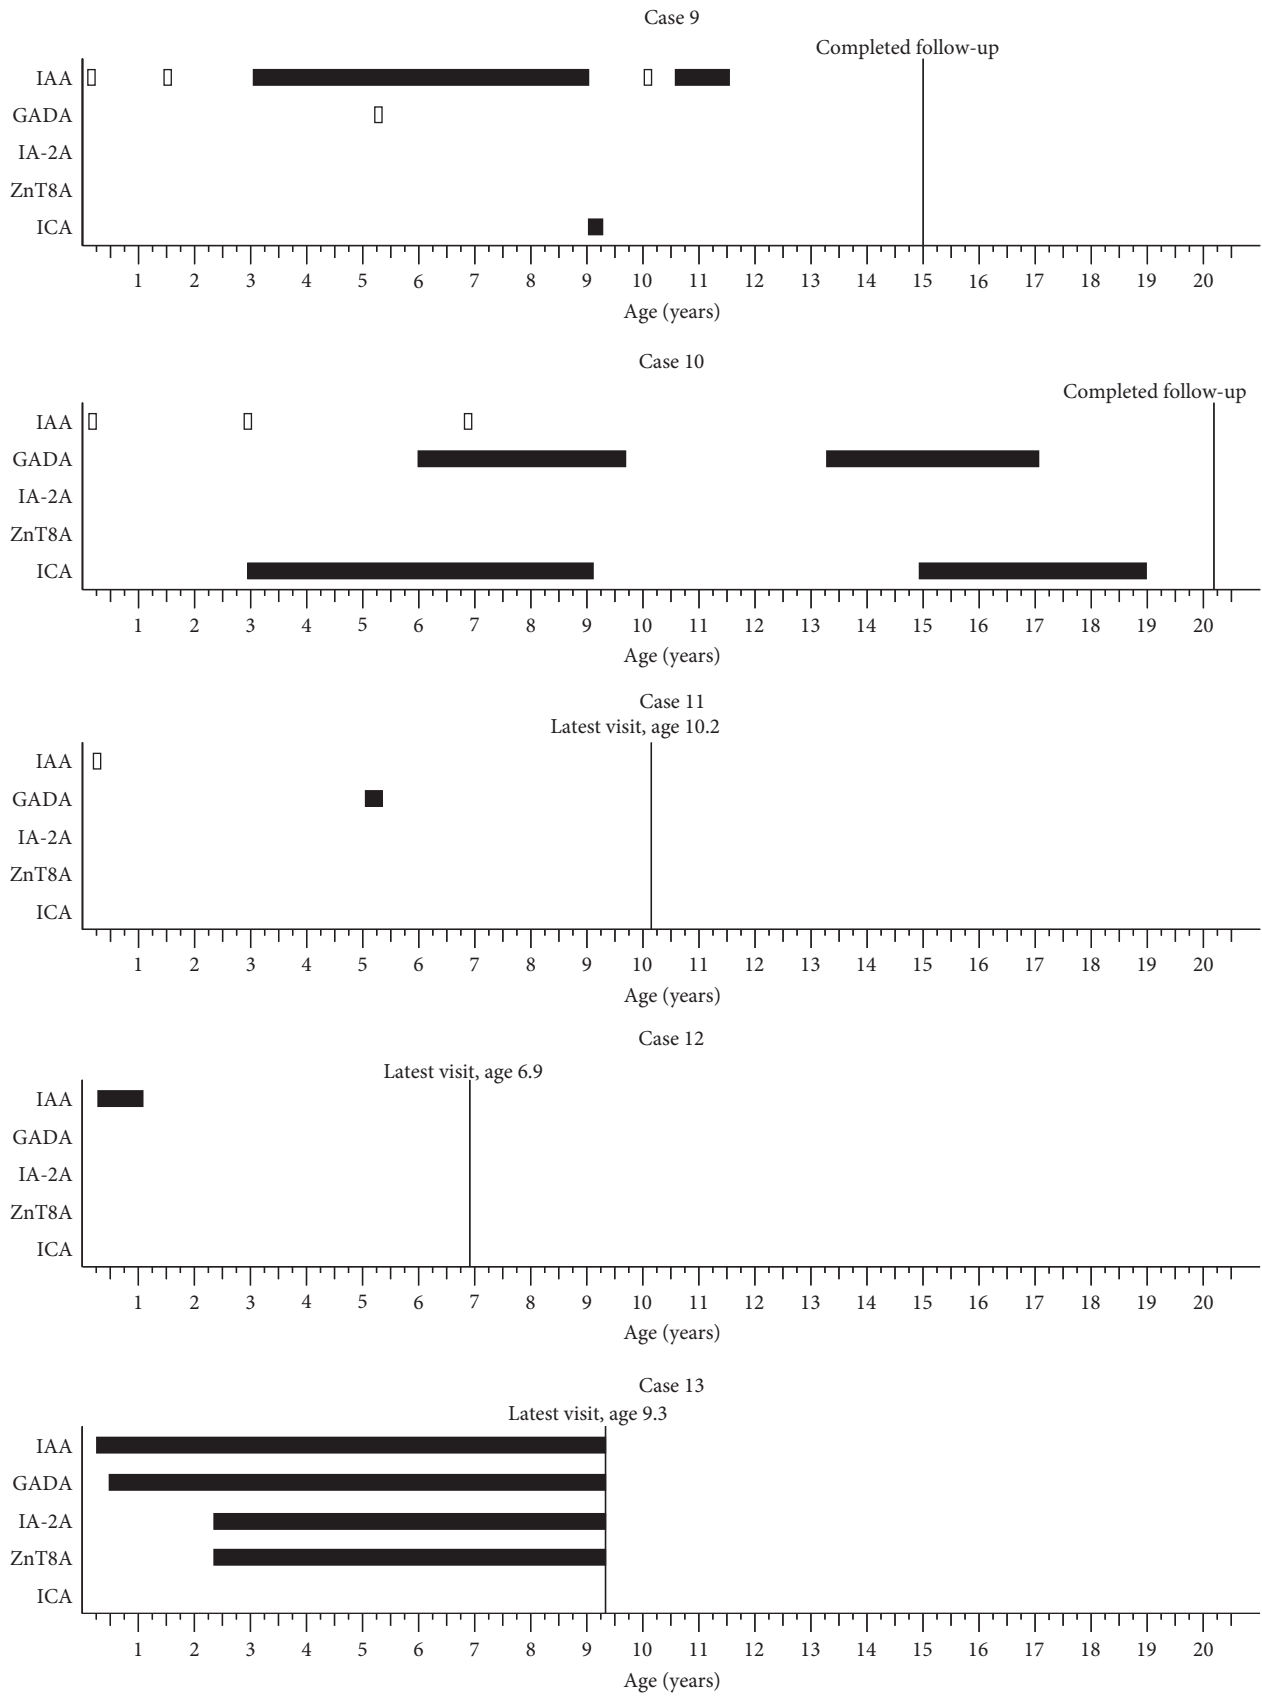 Case 9
Completed follow-up
IAA
GADA
IA-2A
ZnT8A
ICA
1 2 3 4 5 6 7 8 9 10 11 12 13 14 15 16 17 18 19 20
Age (years)
Case 10
Completed follow-up
IAA
GADA
IA-2A
ZnT8A
ICA
1 2 3 4 5 6 7 8 9 10 11 12 13 14 15 16 17 18 19 20
Age (years)
Case 11
Latest visit, age 10.2
IAA
GADA
IA-2A
ZnT8A
ICA
1 2 3 4 5 6 7 8 9 10 11 12 13 14 15 16 17 18 19 20
Age (years)
Case 12
Latest visit, age 6.9
IAA
GADA
IA-2A
ZnT8A
ICA
1 2 3 4 5 6 7 8 9 10 11 12 13 14 15 16 17 18 19 20
Age (years)
Case 13
Latest visit, age 9.3
IAA
GADA
IA-2A
ZnT8A
ICA
1 2 3 4 5 6 7 8 9 10 11 12 13 14 15 16 17 18 19 20
Age (years)